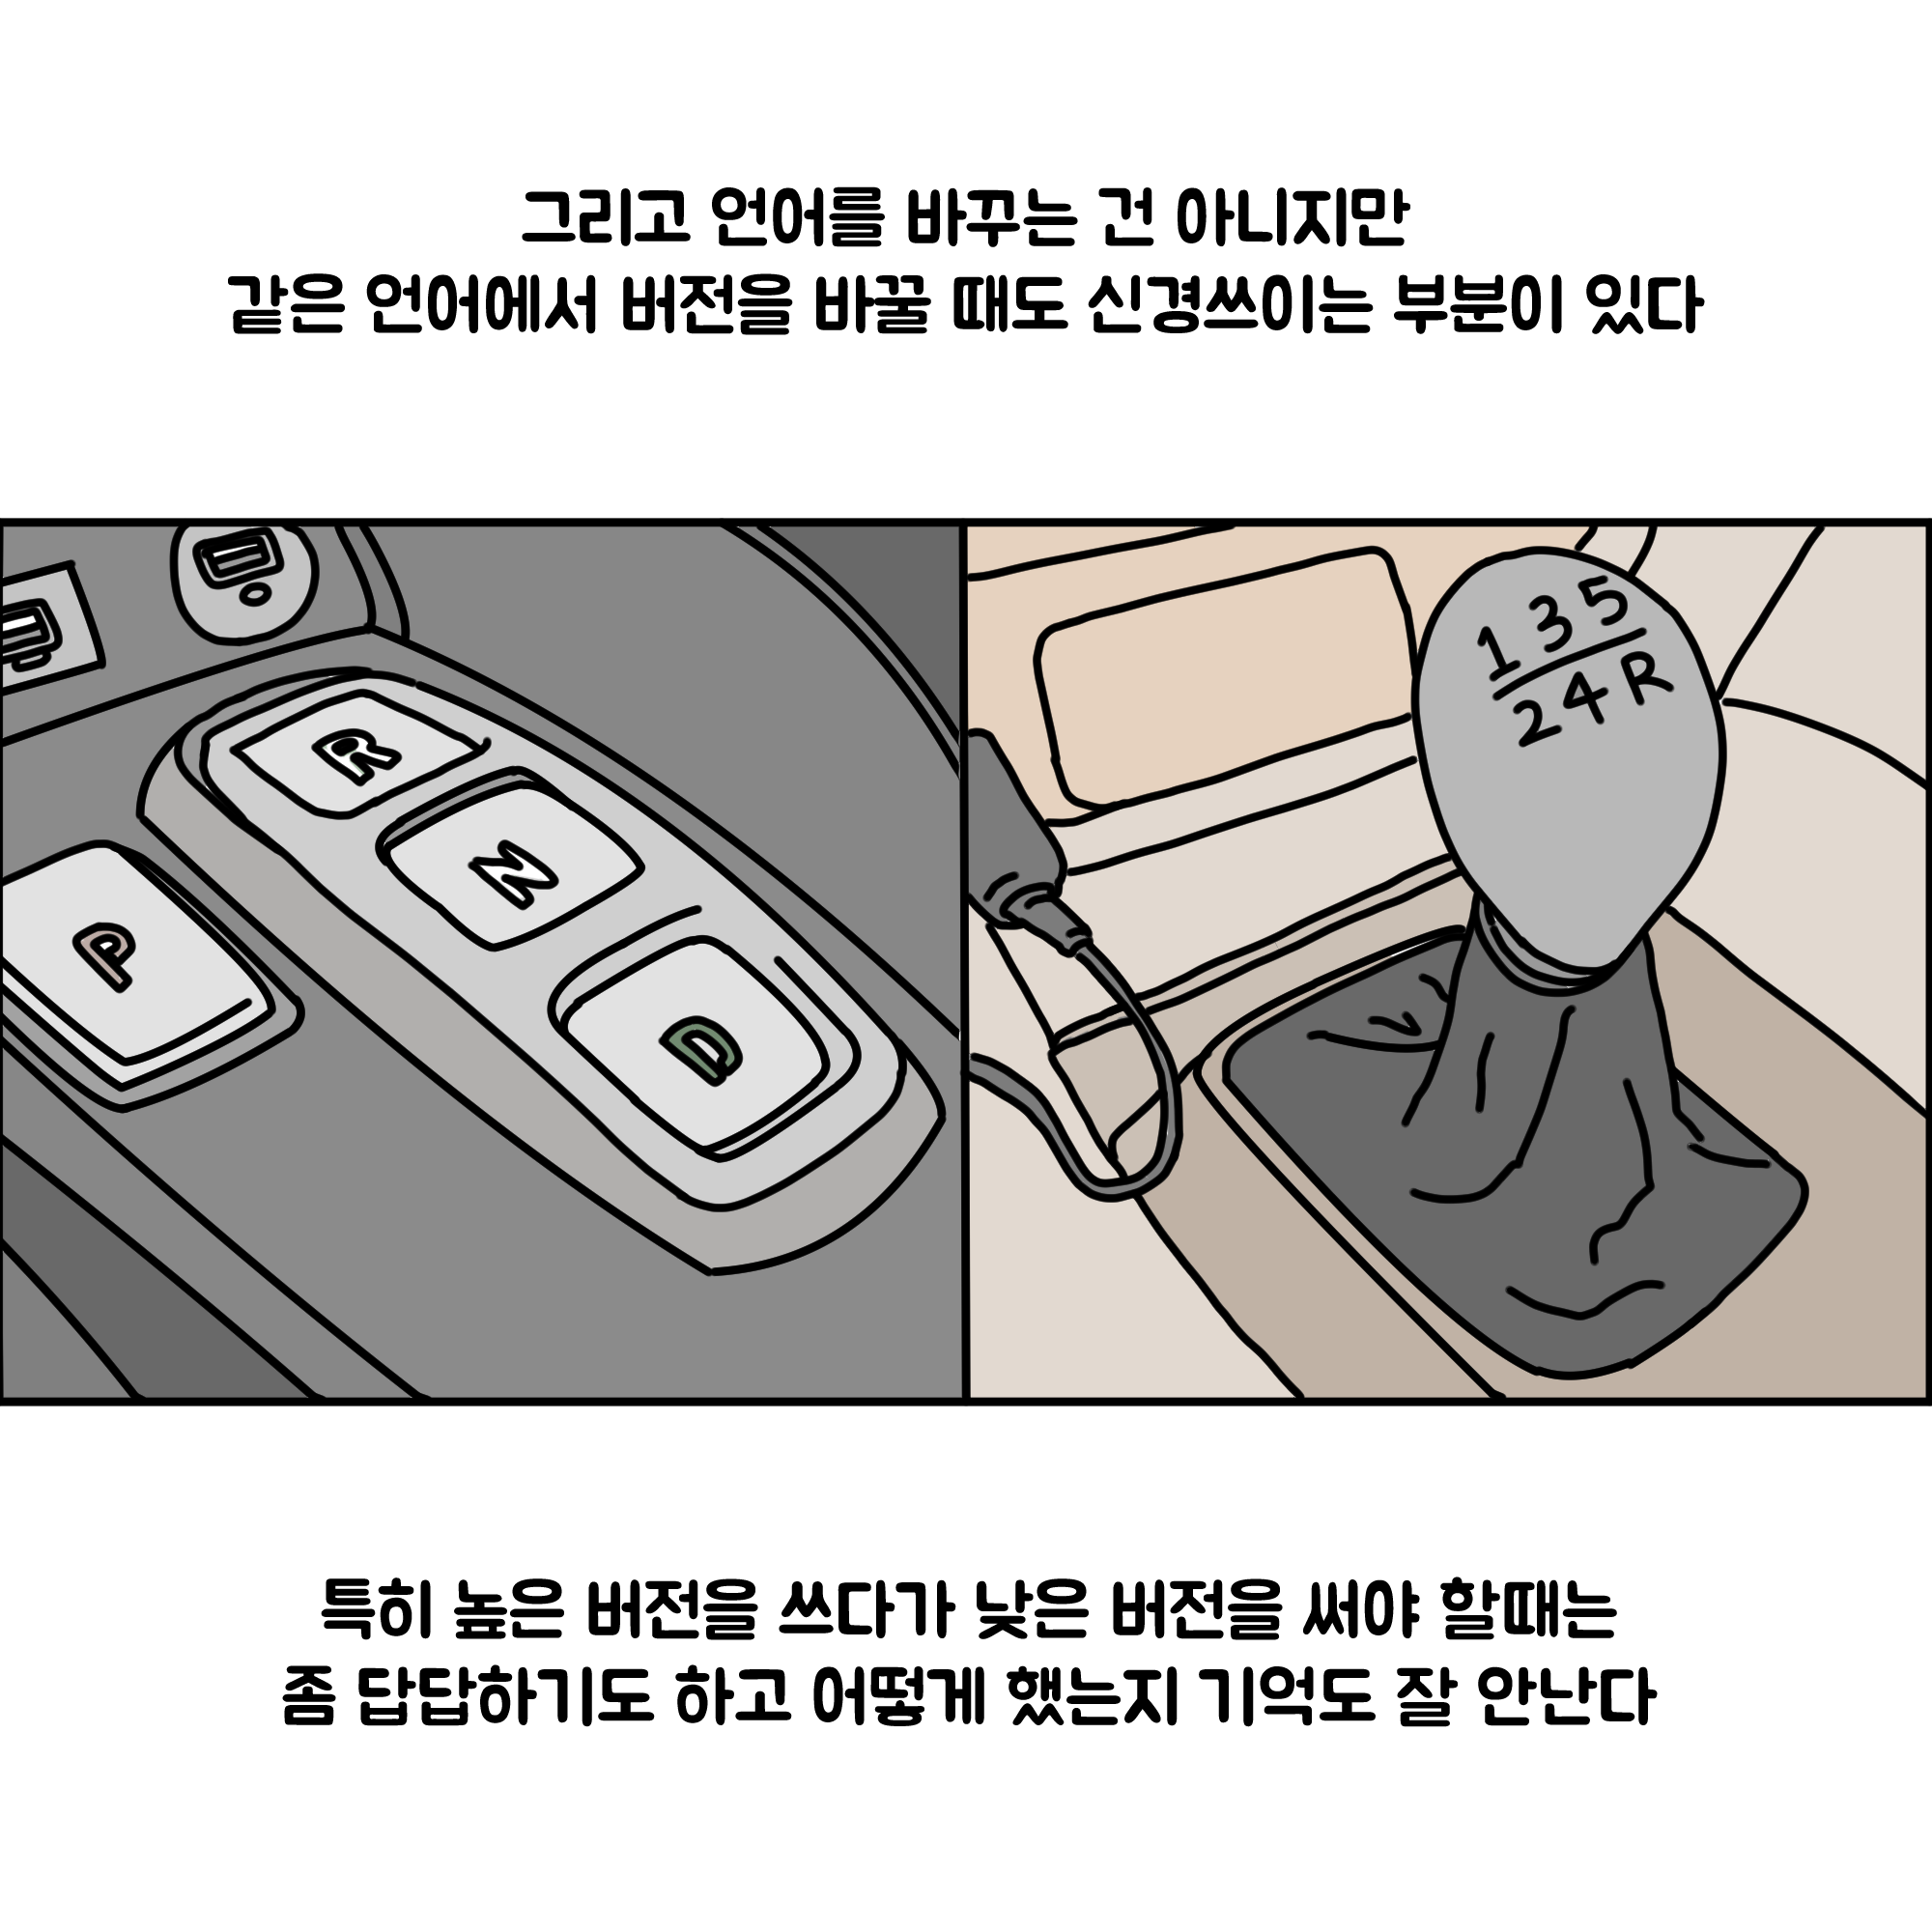 그리고 언어를 바꾸는 건 아니지만
같은 언어에서 버전을 바꿀 때도 신경쓰이는 부분이 있다
R
N
D
P
1 3 5
2 4 R
특히 높은 버전을 쓰다가 낮은 버전을 써야 할때는
좀 답답하기도 하고 어떻게 했는지 기억도 잘 안난다